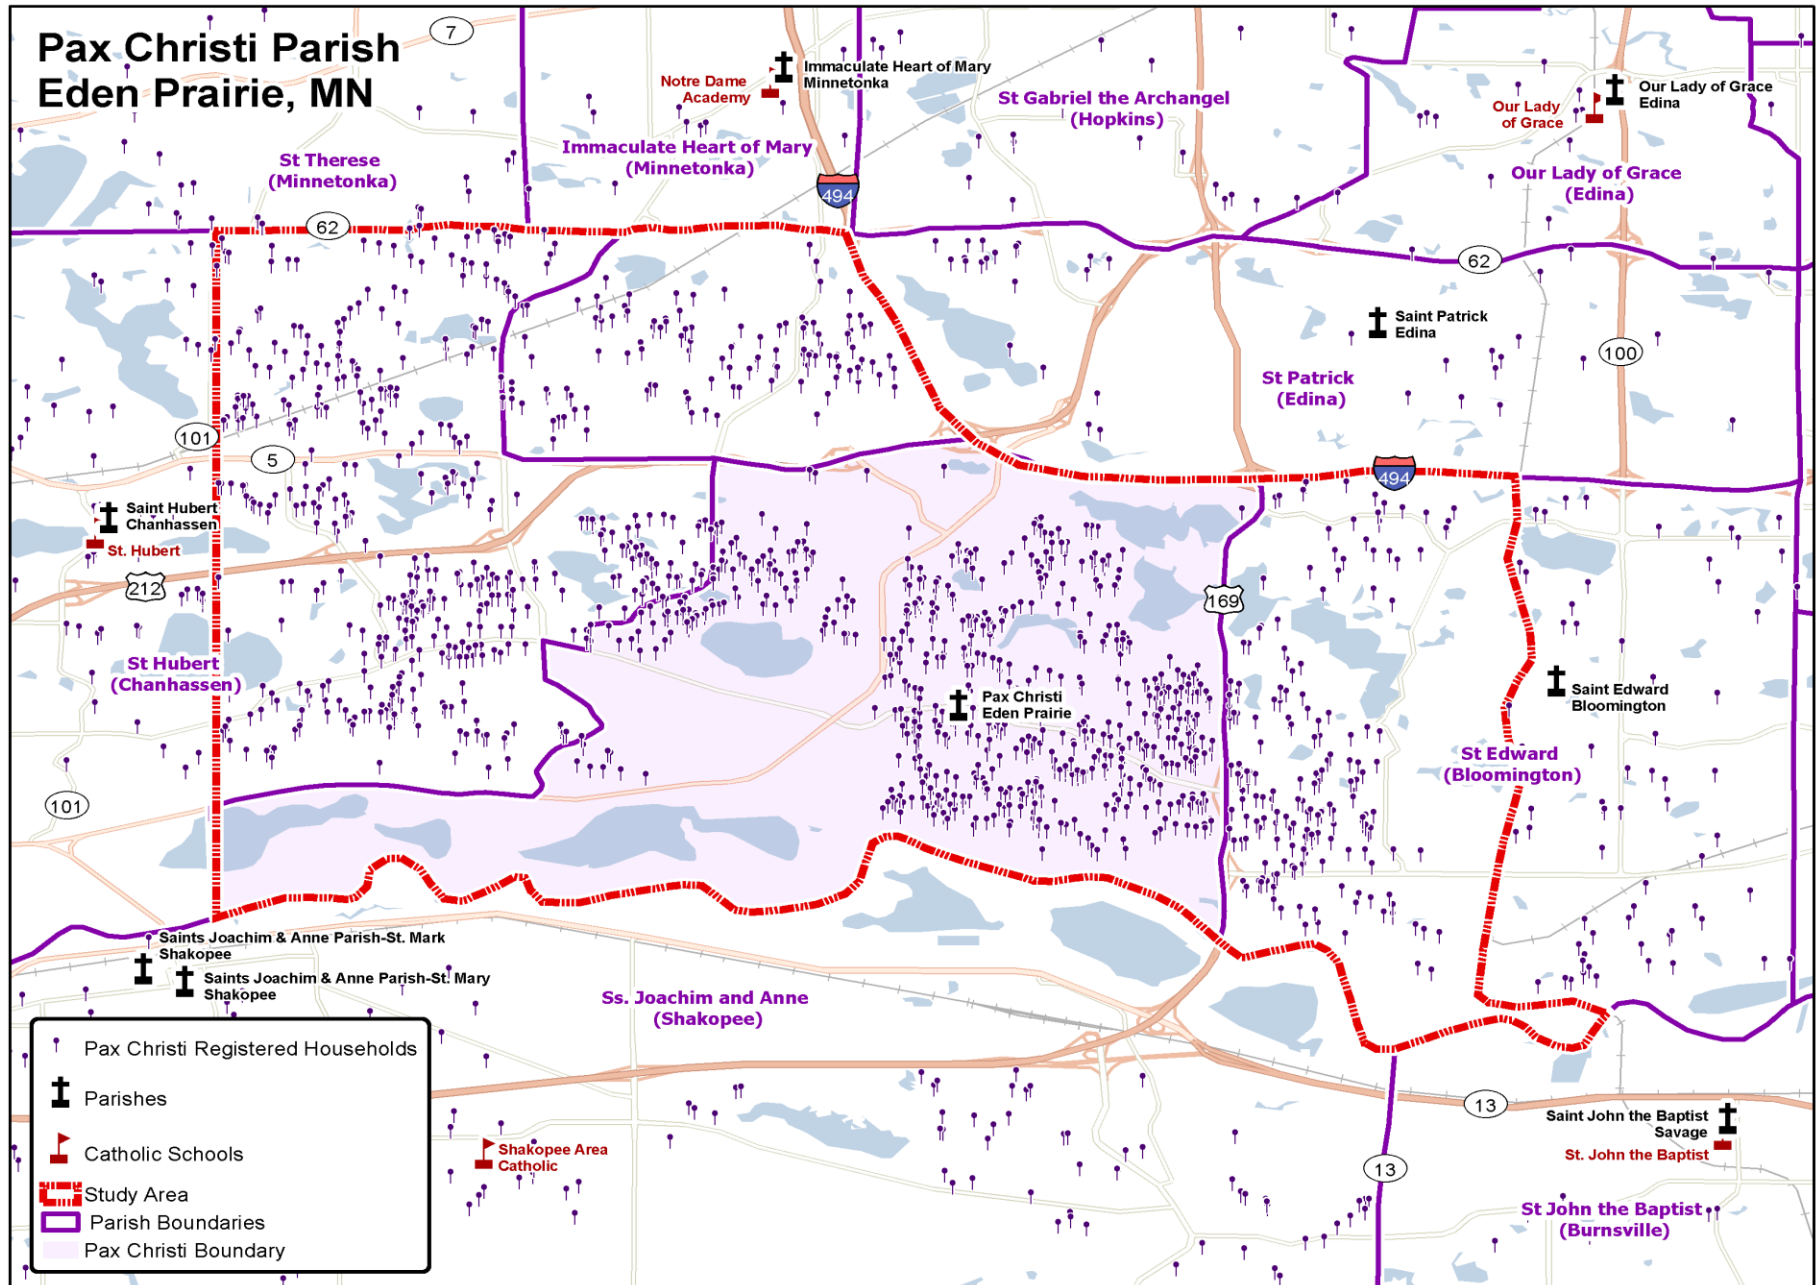 Pax Christi Parish
Eden Prairie, MN
7
Notre Dame
Academy
Immaculate Heart of Mary
Minnetonka
St Gabriel the Archangel
(Hopkins)
Our Lady
of Grace
Our Lady of Grace
Edina
St Therese
(Minnetonka)
Immaculate Heart of Mary
(Minnetonka)
Our Lady of Grace
(Edina)
494
62
62
Saint Patrick
Edina
100
St Patrick
(Edina)
101
5
494
Saint Hubert
Chanhassen
St. Hubert
212
169
St Hubert
(Chanhassen)
Pax Christi
Eden Prairie
Saint Edward
Bloomington
St Edward
(Bloomington)
101
Saints Joachim & Anne Parish-St. Mark
Shakopee
Saints Joachim & Anne Parish-St. Mary
Shakopee
Ss. Joachim and Anne
(Shakopee)
Pax Christi Registered Households
Parishes
Catholic Schools
Study Area
Parish Boundaries
Pax Christi Boundary
Shakopee Area
Catholic
13
13
Saint John the Baptist
Savage
St. John the Baptist
St John the Baptist
(Burnsville)